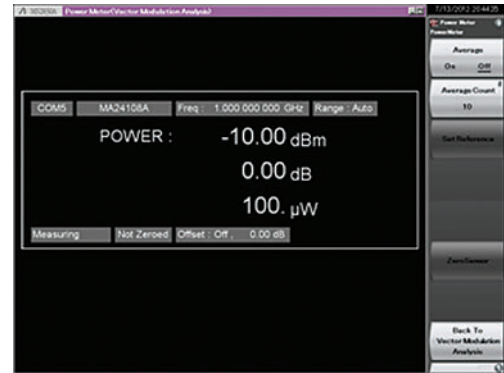 Power Meter(Vector Modulation Analysis)
7/13/2012 20:44:35
Power Meter
Power Meter
Average
On Off
Average Count
10
Set Reference
Zero Sensor
Back To
Vector Modulation
Analysis
COM5 MA24108A Freq : 1.000 000 000 GHz Range : Auto
POWER : -10.00 dBm
0.00 dB
100. µW
Measuring Not Zeroed Offset : Off , 0.00 dB